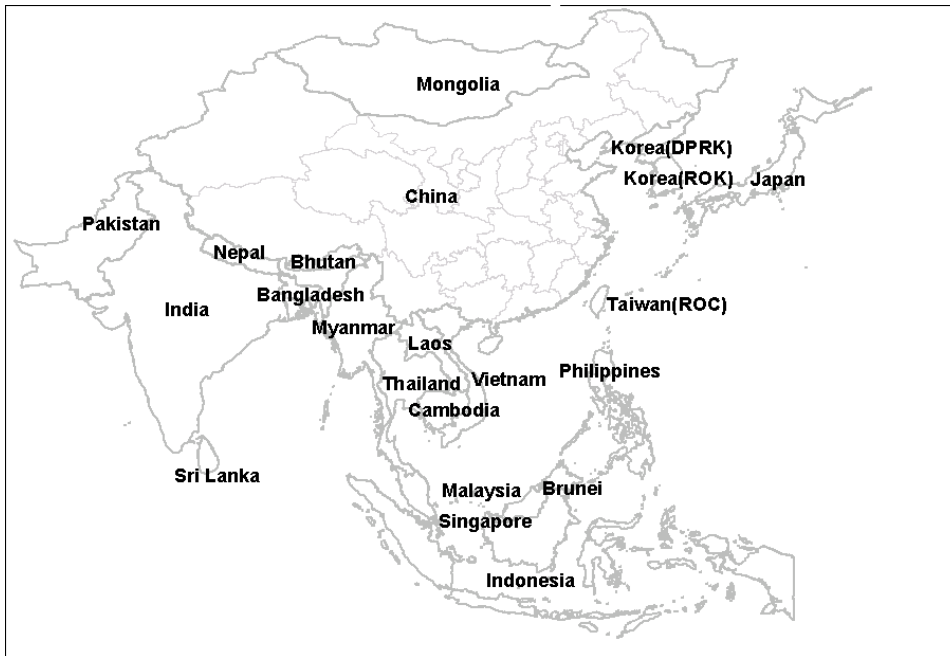 Mongolia
Korea(DPRK)
Korea(ROK)
Japan
China
Pakistan
Nepal
Bhutan
Bangladesh
India
Taiwan(ROC)
Myanmar
Laos
Philippines
Thailand
Vietnam
Cambodia
Sri Lanka
Malaysia
Brunei
Singapore
Indonesia